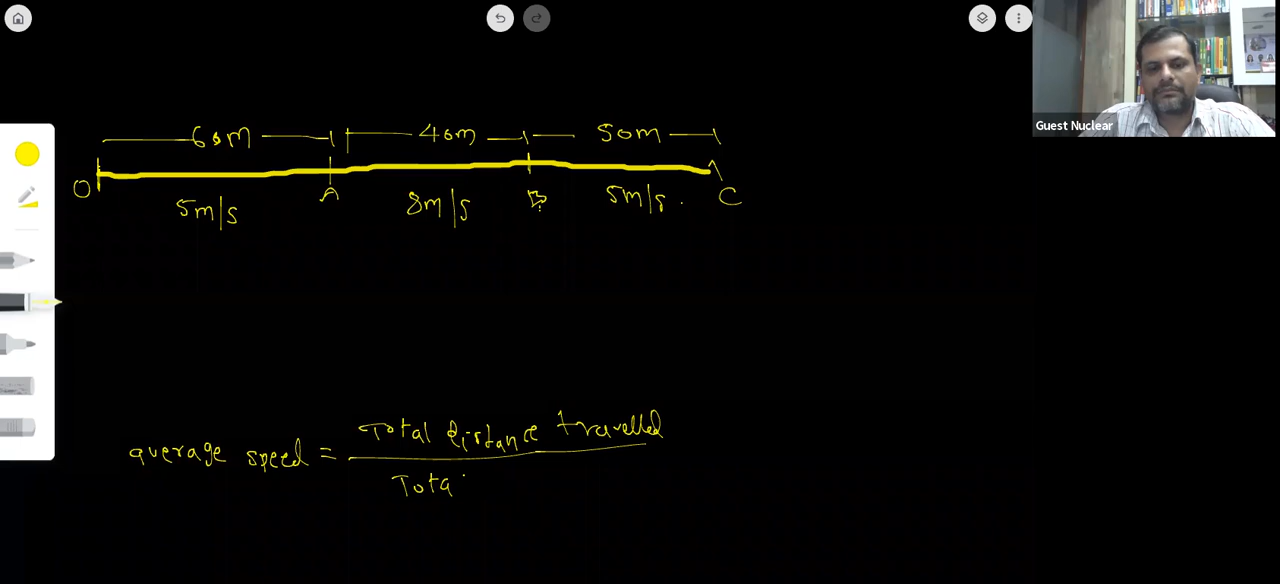 Guest Nuclear
60m 40m 50m
O A B C
5m/s 8m/s 5m/s.
average speed = Total distance travelled
Tota